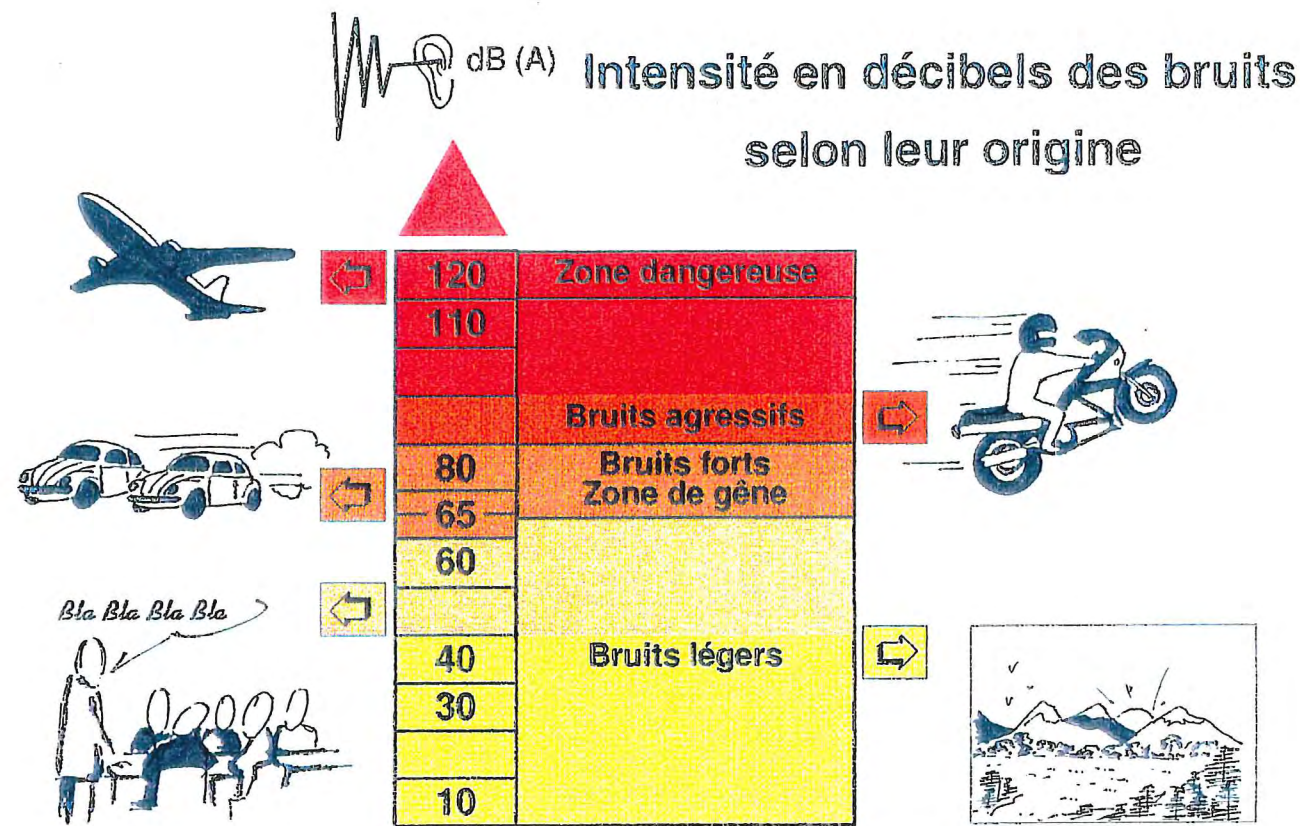 dB (A)
Intensité en décibels des bruits
selon leur origine
120 Zone dangereuse
110
Bruits agressifs
80 Bruits forts
65 Zone de gêne
60
Bla Bla Bla Bla
40 Bruits légers
30
10